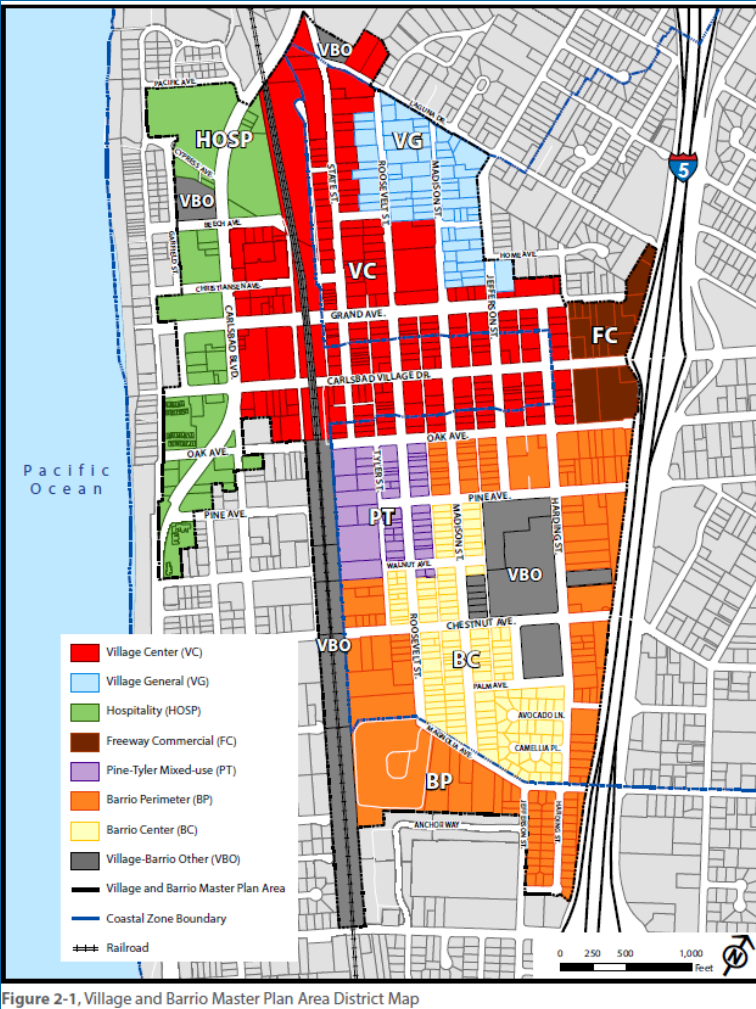 VBO
PACIFIC AVE.
LAGUNA DR.
HOSP
VG
CYPRESS AVE.
STATE ST.
ROOSEVELT ST.
MADISON ST.
5
VBO
BEECH AVE.
GARFIELD ST.
HOME AVE.
VC
CHRISTIANSEN AVE.
JEFFERSON ST.
CARLSBAD BLVD.
GRAND AVE.
FC
CARLSBAD VILLAGE DR.
OAK AVE.
OAK AVE.
Pacific
Ocean
TYLER ST.
PINE AVE.
PINE AVE.
PT
MADISON ST.
HARDING ST.
WALNUT AVE.
VBO
CHESTNUT AVE.
ROOSEVELT ST.
VBO
BC
PALM AVE.
AVOCADO LN.
MAGNOLIA AVE.
CAMELLIA PL.
BP
JEFFERSON ST.
HARDING ST.
ANCHOR WAY
Village Center (VC)
Village General (VG)
Hospitality (HOSP)
Freeway Commercial (FC)
Pine-Tyler Mixed-use (PT)
Barrio Perimeter (BP)
Barrio Center (BC)
Village-Barrio Other (VBO)
Village and Barrio Master Plan Area
Coastal Zone Boundary
Railroad
0 250 500 1,000
Feet
N
Figure 2-1, Village and Barrio Master Plan Area District Map